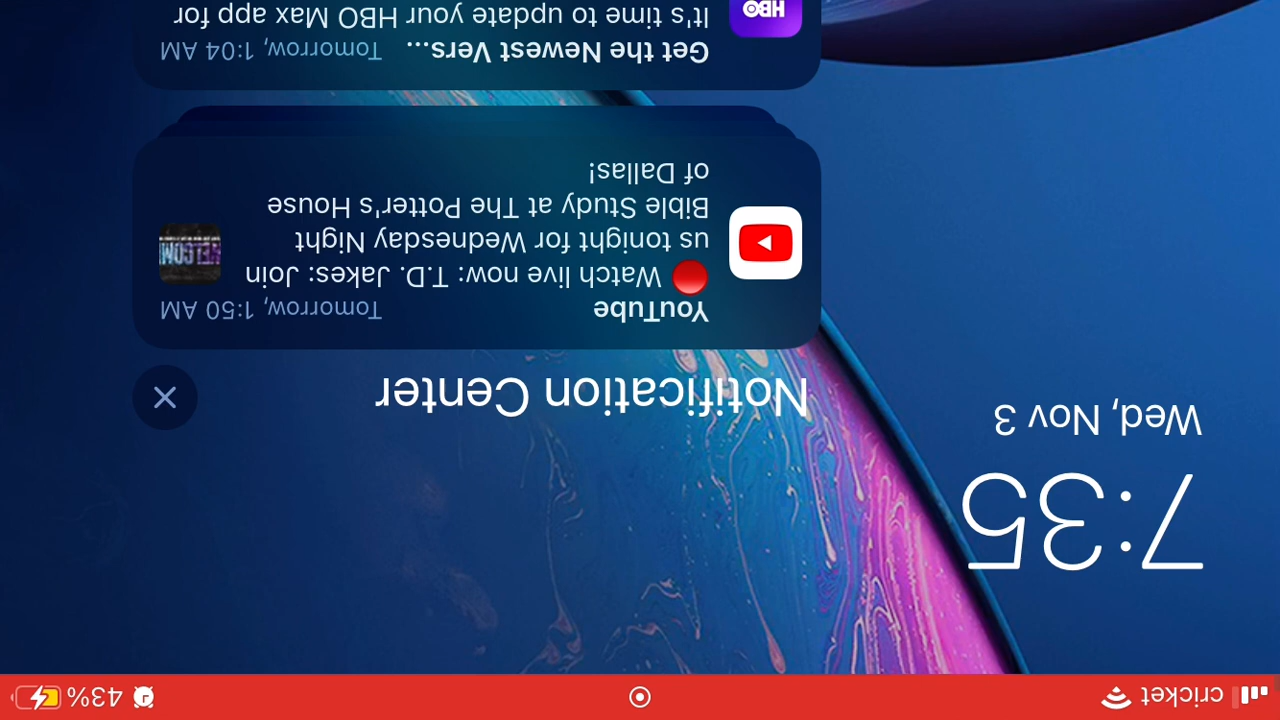 cricket
43%
7:35
Wed, Nov 3
Notification Center
YouTube
Tomorrow, 1:50 AM
Watch live now: T.D. Jakes: Join
us tonight for Wednesday Night
Bible Study at The Potter's House
of Dallas!
WELCOM
Get the Newest Vers...
Tomorrow, 1:04 AM
It's time to update your HBO Max app for
HBO